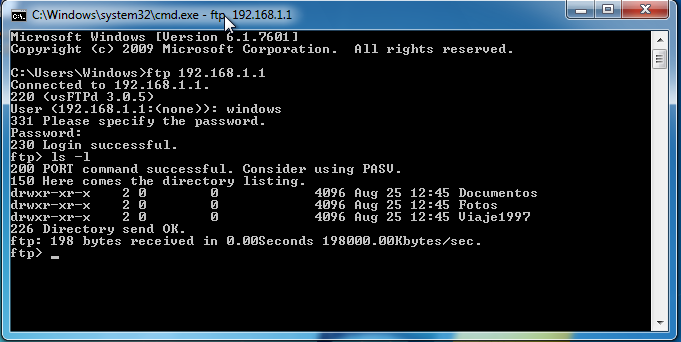 C:\Windows\system32\cmd.exe - ftp 192.168.1.1
Microsoft Windows [Version 6.1.7601]
Copyright (c) 2009 Microsoft Corporation.  All rights reserved.
C:\Users\Windows>ftp 192.168.1.1
Connected to 192.168.1.1.
220 (vsFTPd 3.0.5)
User (192.168.1.1:(none)): windows
331 Please specify the password.
Password:
230 Login successful.
ftp> ls -l
200 PORT command successful. Consider using PASV.
150 Here comes the directory listing.
drwxr-xr-x    2 0        0            4096 Aug 25 12:45 Documentos
drwxr-xr-x    2 0        0            4096 Aug 25 12:45 Fotos
drwxr-xr-x    2 0        0            4096 Aug 25 12:45 Viaje1997
226 Directory send OK.
ftp: 198 bytes received in 0.00Seconds 198000.00Kbytes/sec.
ftp> _